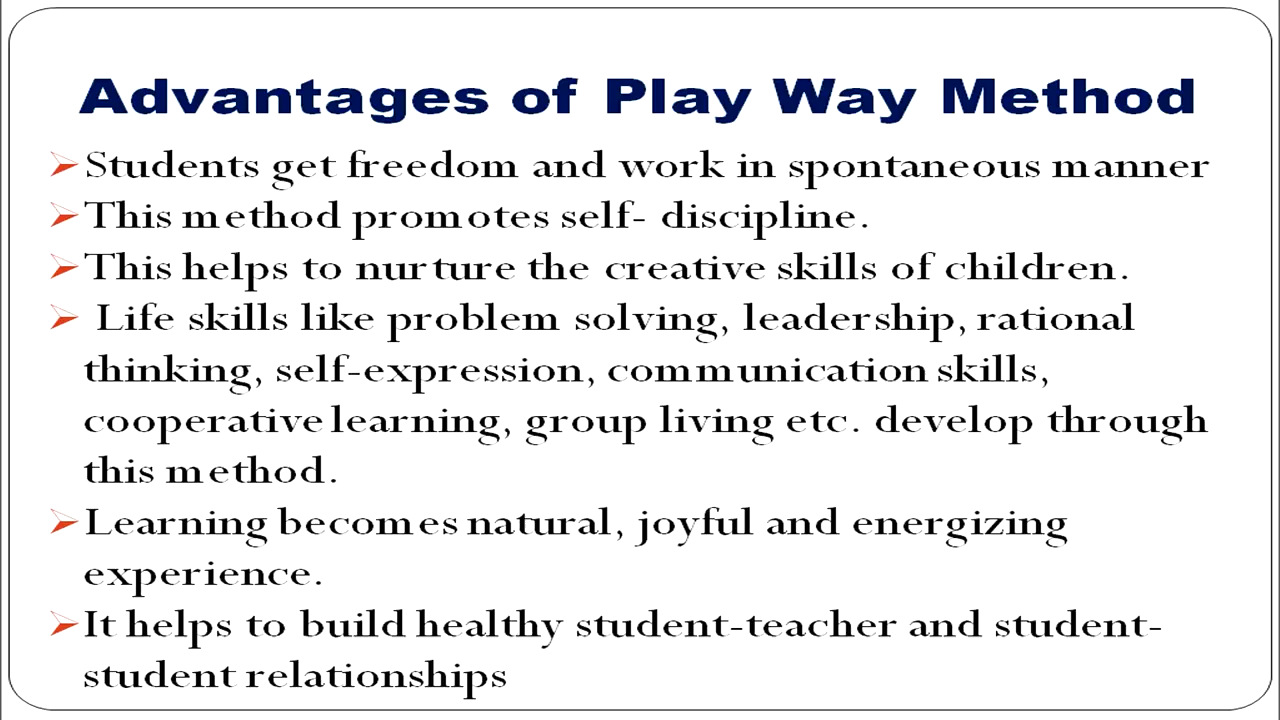 Advantages of Play Way Method
Students get freedom and work in spontaneous manner
This method promotes self- discipline.
This helps to nurture the creative skills of children.
Life skills like problem solving, leadership, rational
thinking, self-expression, communication skills,
cooperative learning, group living etc. develop through
this method.
Learning becomes natural, joyful and energizing
experience.
It helps to build healthy student-teacher and student-
student relationships